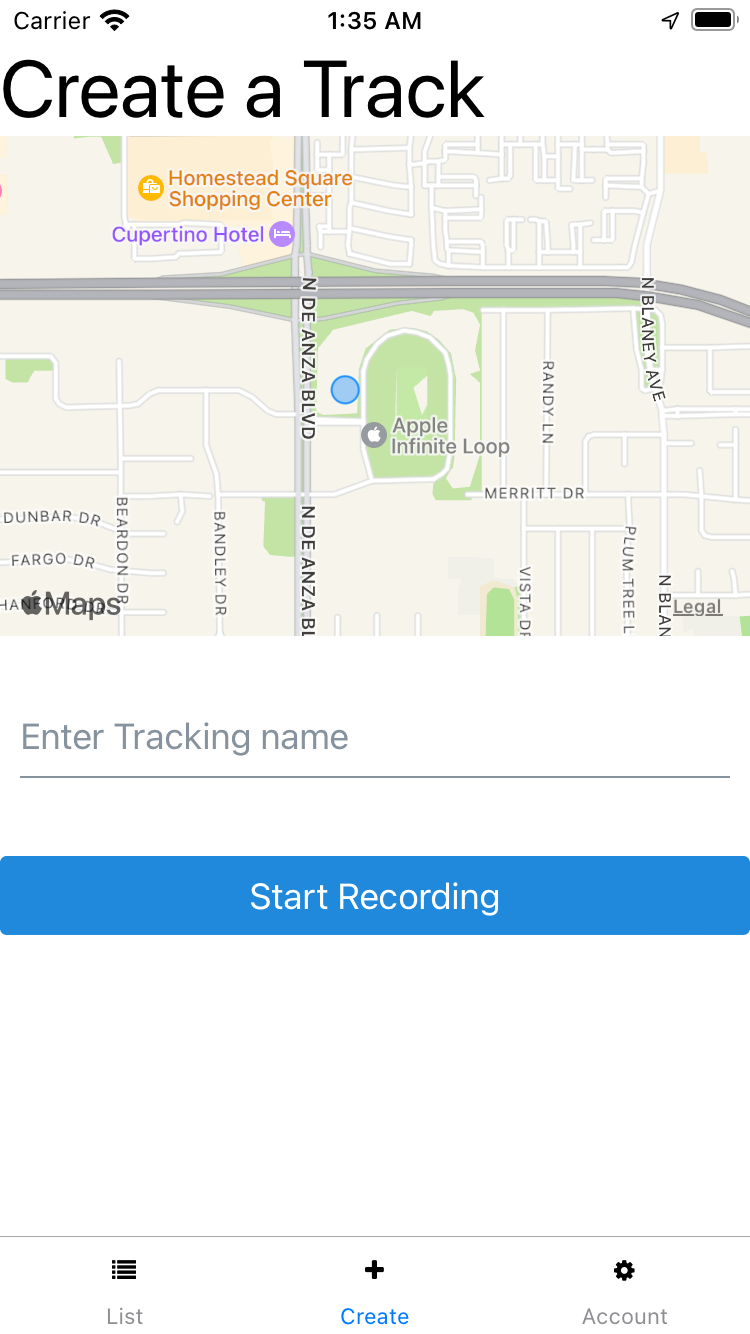 Carrier
1:35 AM
Create a Track
Homestead Square
Shopping Center
Cupertino Hotel
N DE ANZA BLVD
N BLANEY AVE
RANDY LN
Apple
Infinite Loop
MERRITT DR
DUNBAR DR
BEARDON DR
BANDLEY DR
N DE ANZA BL
FARGO DR
VISTA DR
PLUM TREE L
N BLAN
HANFORD DR
Maps
Legal
Enter Tracking name
Start Recording
List
Create
Account